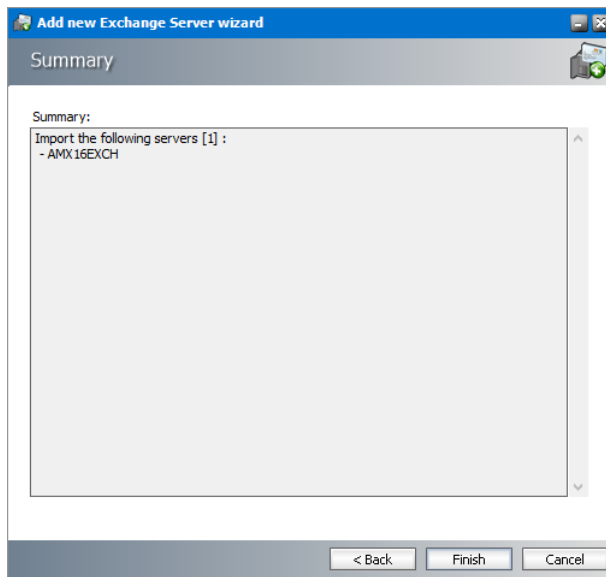 Add new Exchange Server wizard
Summary
Summary:
Import the following servers [1] :
- AMX16EXCH
< Back
Finish
Cancel